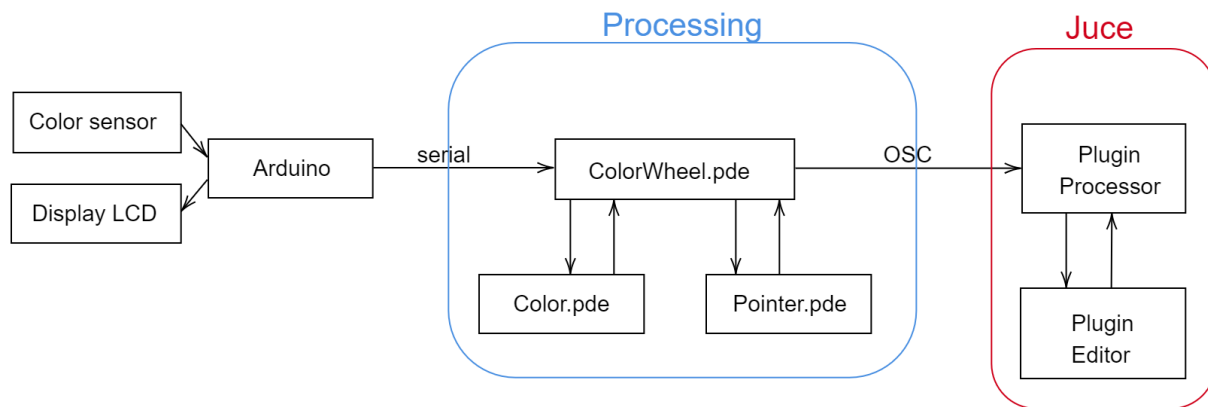 Processing
Juce
Color sensor
Display LCD
Arduino
serial
ColorWheel.pde
OSC
Plugin
Processor
Color.pde
Pointer.pde
Plugin
Editor